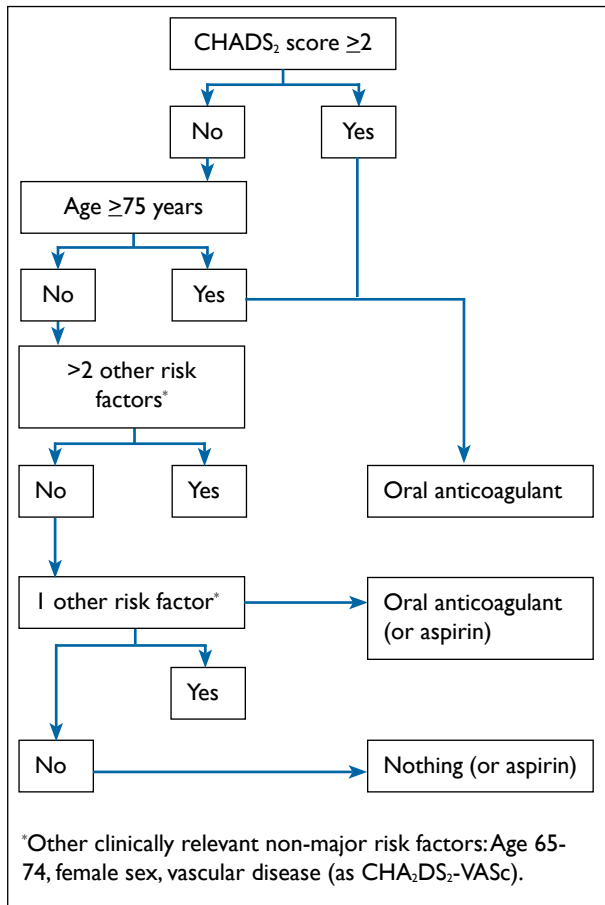 CHADS₂ score ≥2
No
Yes
Age ≥75 years
No
Yes
>2 other risk
factors*
No
Yes
Oral anticoagulant
1 other risk factor*
Oral anticoagulant
(or aspirin)
Yes
No
Nothing (or aspirin)
*Other clinically relevant non-major risk factors: Age 65-
74, female sex, vascular disease (as CHA₂DS₂-VASc).